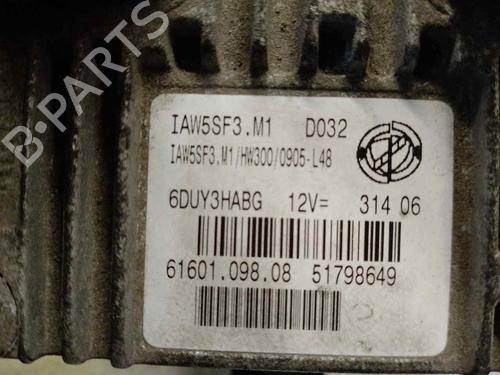 IAW5SF3.M1 D032
IAW5SF3.M1/HW300/0905-L48
6DUY3HABG 12V= 314 06
61601.098.08 51798649
B-PARTS